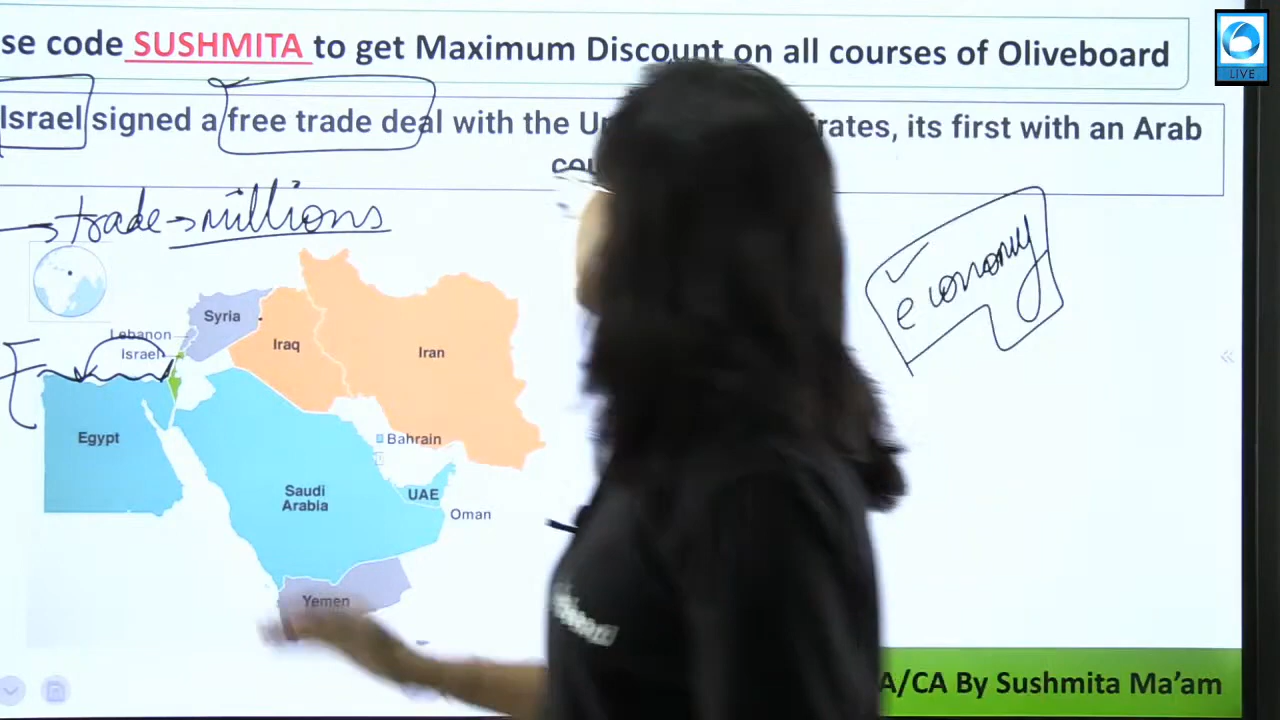 se code SUSHMITA to get Maximum Discount on all courses of Oliveboard
LIVE
Israel signed a free trade deal with the U rates, its first with an Arab
cou
→ trade → millions
economy
Syria
Lebanon
Israel
Iraq
Iran
Egypt
Bahrain
Saudi
Arabia
UAE
Oman
Yemen
A/CA By Sushmita Ma'am